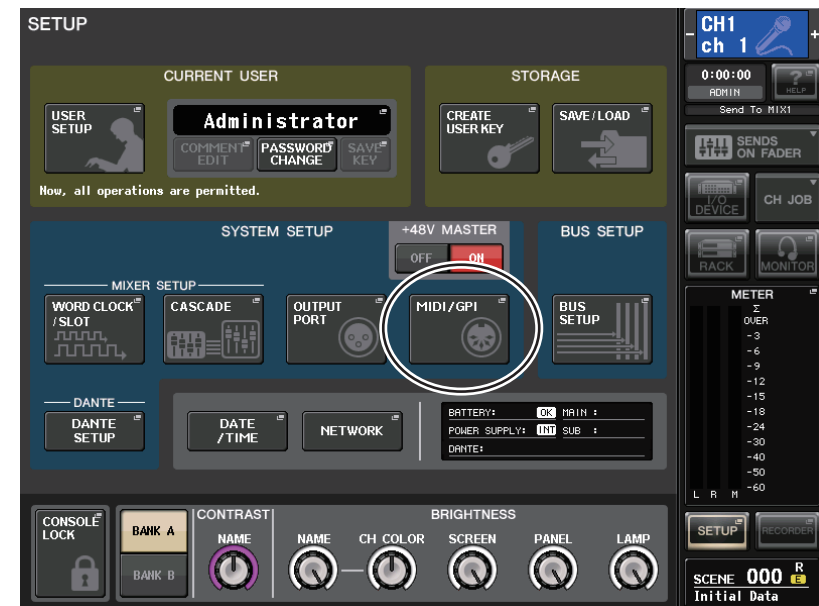 SETUP
CURRENT USER
USER
SETUP
Administrator
COMMENT
EDIT
PASSWORD
CHANGE
SAVE
KEY
Now, all operations are permitted.
STORAGE
CREATE
USER KEY
SAVE/LOAD
SYSTEM SETUP
+48V MASTER
OFF
ON
MIXER SETUP
WORD CLOCK
/SLOT
CASCADE
OUTPUT
PORT
MIDI/GPI
BUS SETUP
BUS
SETUP
DANTE
DANTE
SETUP
DATE
/TIME
NETWORK
BATTERY: OK MAIN :
POWER SUPPLY: INT SUB :
DANTE:
CONSOLE
LOCK
BANK A
BANK B
CONTRAST
NAME
BRIGHTNESS
NAME
CH COLOR
SCREEN
PANEL
LAMP
- CH1 +
ch 1
0:00:00
ADMIN
?
HELP
Send To MIX1
SENDS
ON FADER
I/O
DEVICE
CH JOB
RACK
MONITOR
METER
Σ
OVER
-3
-6
-9
-12
-15
-18
-24
-30
-40
-50
-60
L R M
SETUP
RECORDER
SCENE 000 R
E
Initial Data